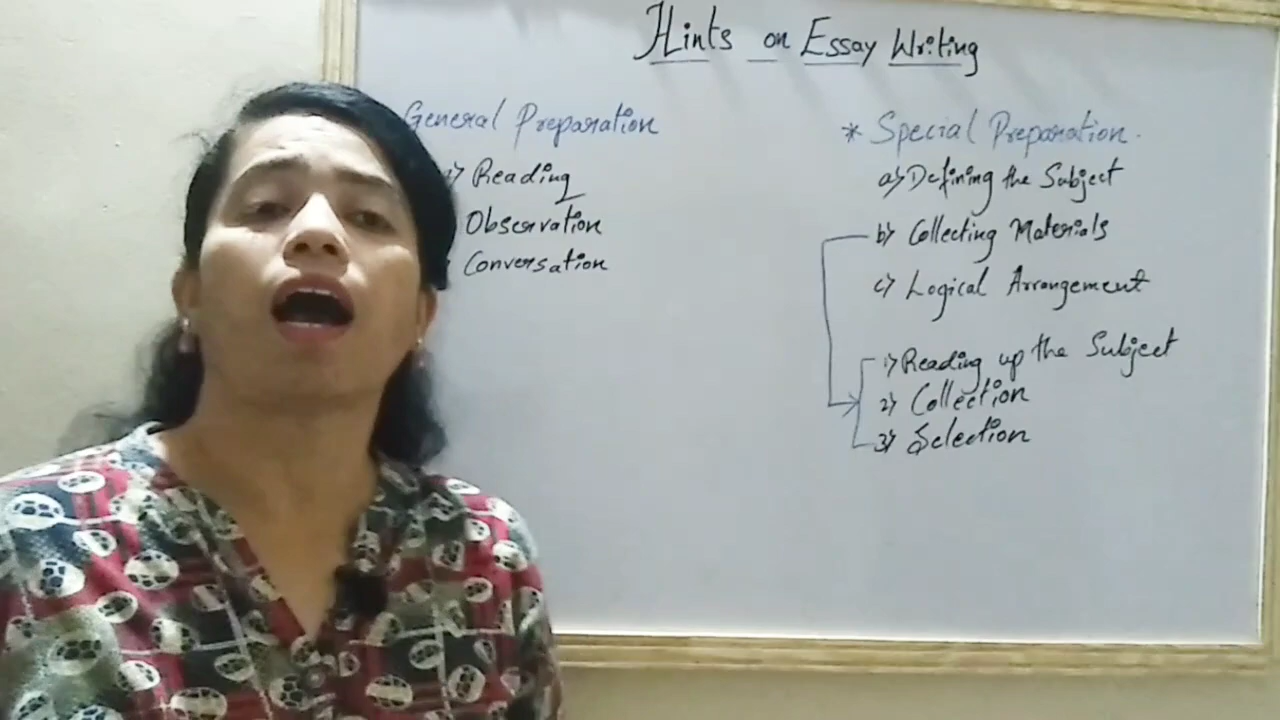 Hints on Essay Writing
General Preparation
Reading
Observation
Conversation
* Special Preparation.
a) Defining the Subject
b) Collecting Materials
c) Logical Arrangement
1) Reading up the Subject
2) Collection
3) Selection